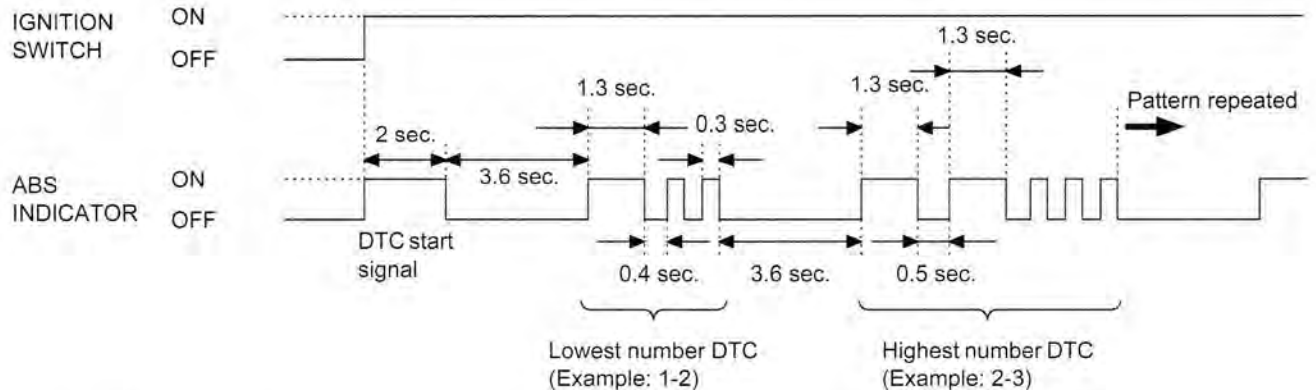 IGNITION SWITCH
ON
OFF
1.3 sec.
1.3 sec.
1.3 sec.
0.3 sec.
Pattern repeated
2 sec.
3.6 sec.
ABS INDICATOR
ON
OFF
DTC start
signal
0.4 sec.
3.6 sec.
0.5 sec.
Lowest number DTC
(Example: 1-2)
Highest number DTC
(Example: 2-3)